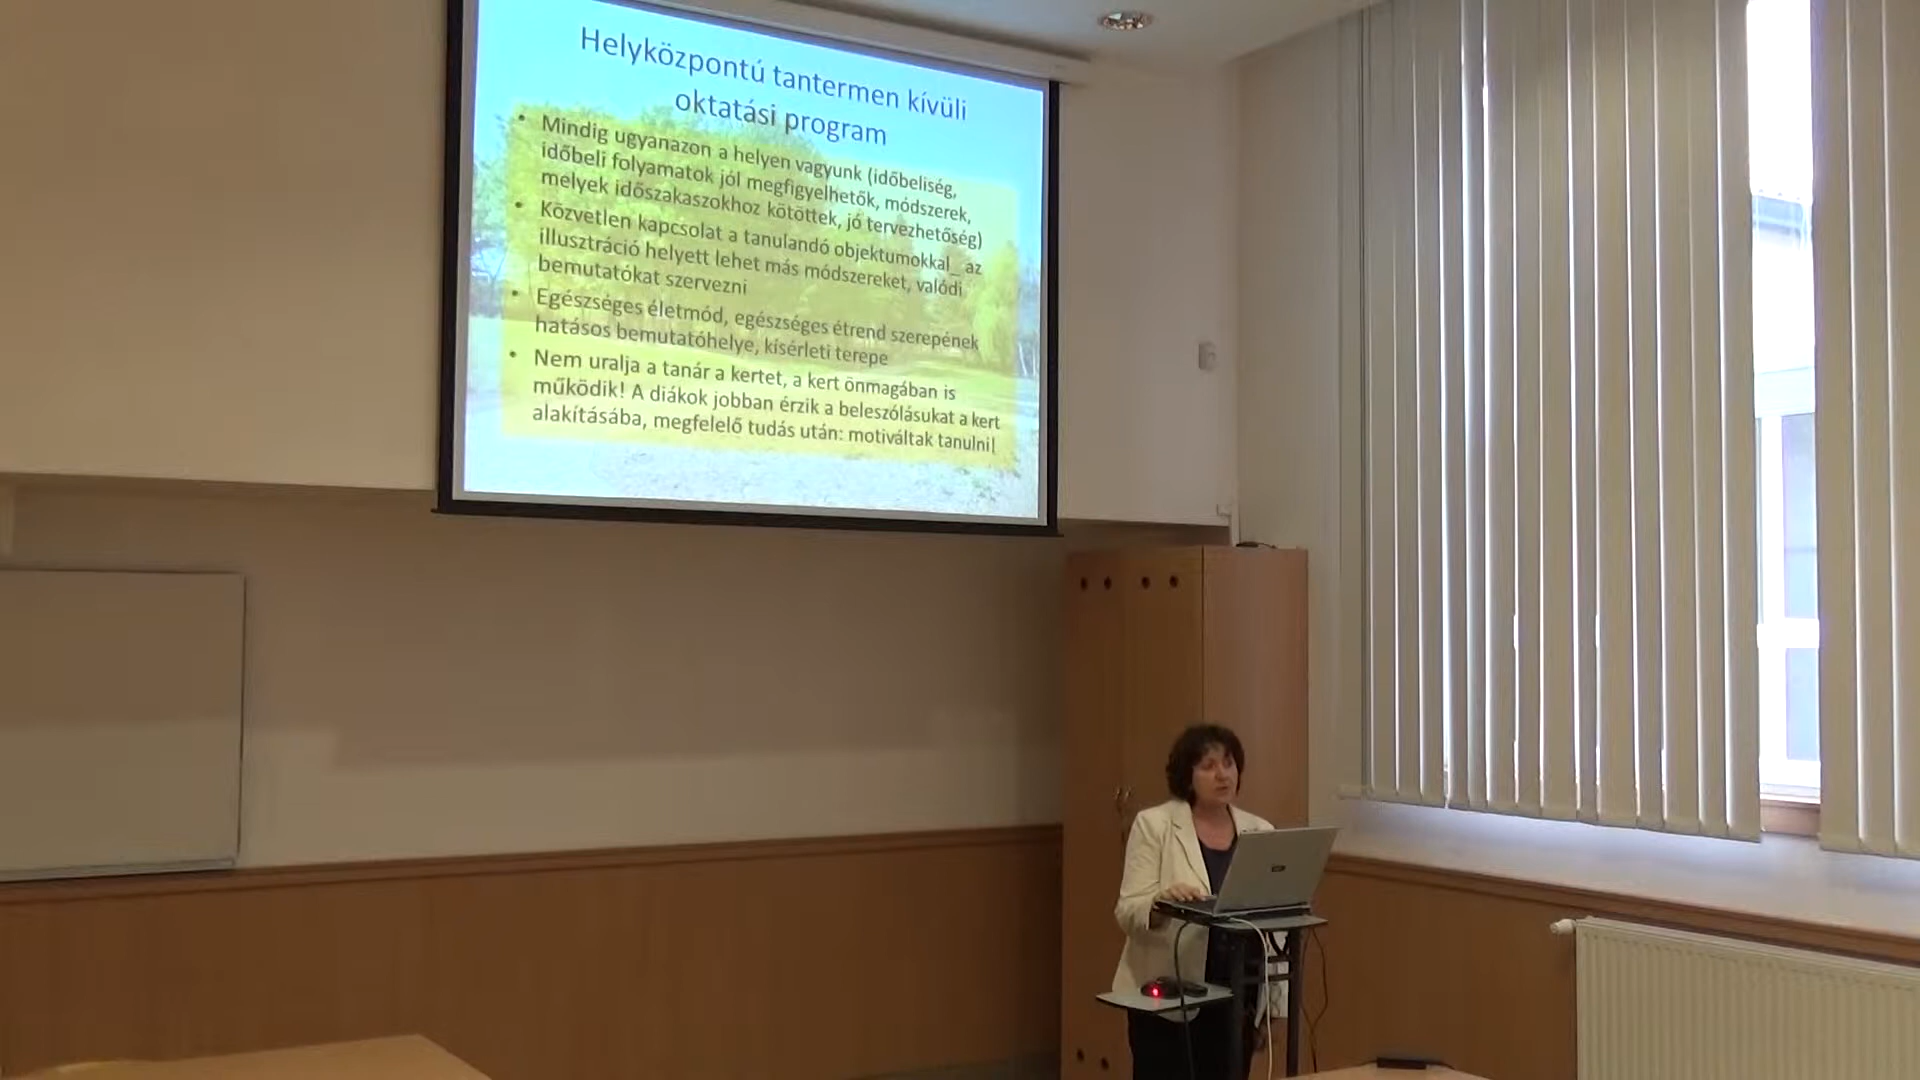 Helyközpontú tantermen kívüli
oktatási program
• Mindig ugyanazon a helyen vagyunk (időbeliség,
időbeli folyamatok jól megfigyelhetők, módszerek,
melyek időszakaszokhoz kötöttek, jó tervezhetőség)
• Közvetlen kapcsolat a tanulandó objektumokkal_ az
illusztráció helyett lehet más módszereket, valódi
bemutatókat szervezni
• Egészséges életmód, egészséges étrend szerepének
hatásos bemutatóhelye, kísérleti terepe
• Nem uralja a tanár a kertet, a kert önmagában is
működik! A diákok jobban érzik a beleszólásukat a kert
alakításába, megfelelő tudás után: motiváltak tanulni!